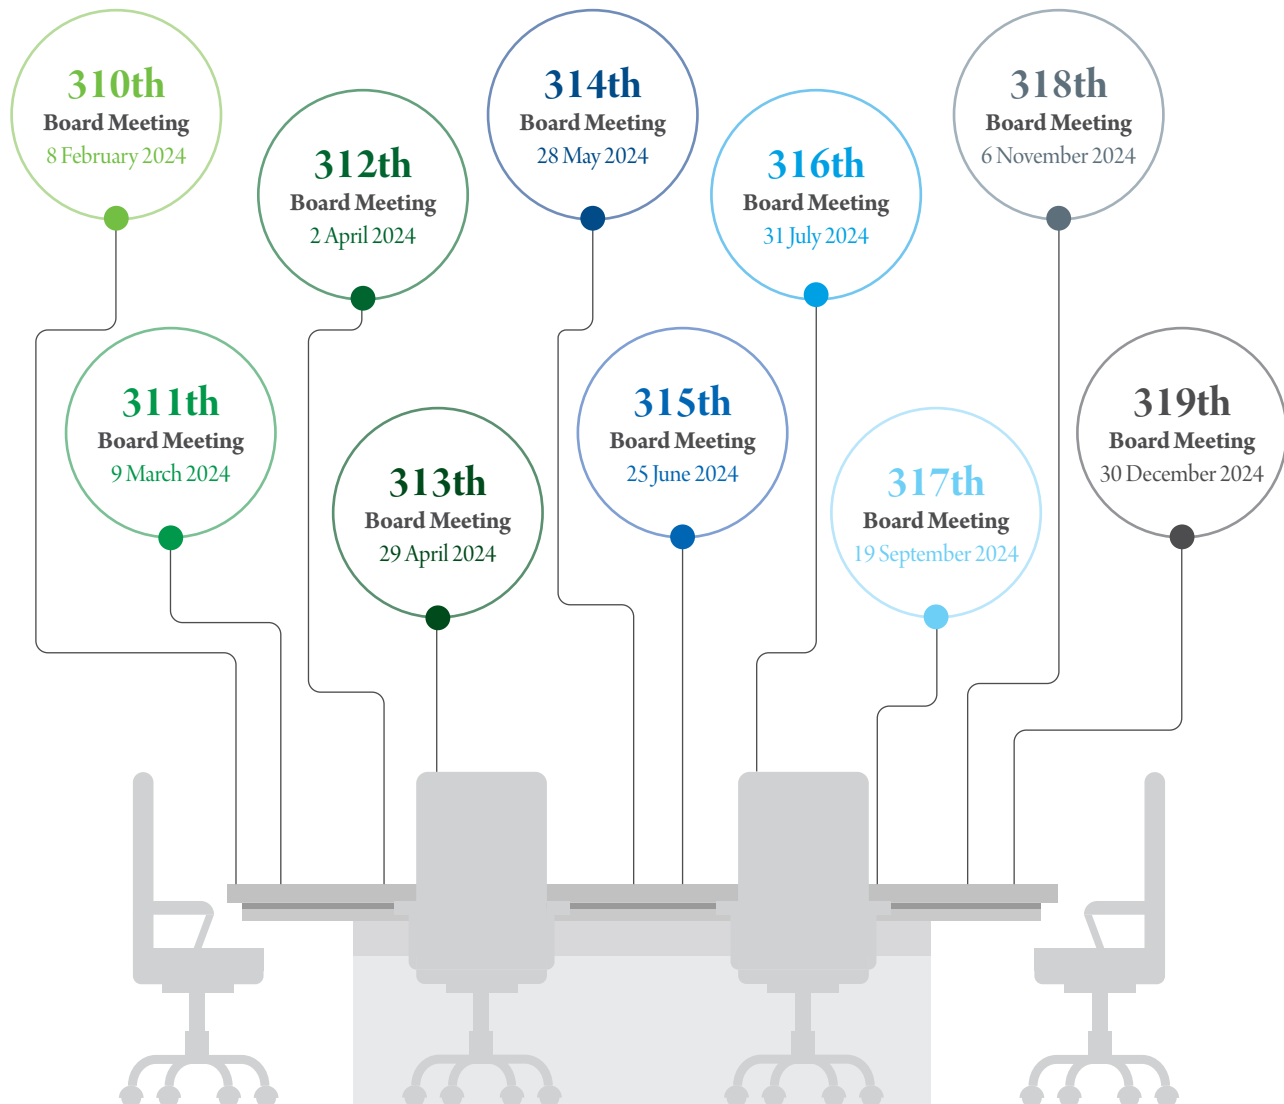 310th
Board Meeting
8 February 2024
311th
Board Meeting
9 March 2024
312th
Board Meeting
2 April 2024
313th
Board Meeting
29 April 2024
314th
Board Meeting
28 May 2024
315th
Board Meeting
25 June 2024
316th
Board Meeting
31 July 2024
317th
Board Meeting
19 September 2024
318th
Board Meeting
6 November 2024
319th
Board Meeting
30 December 2024